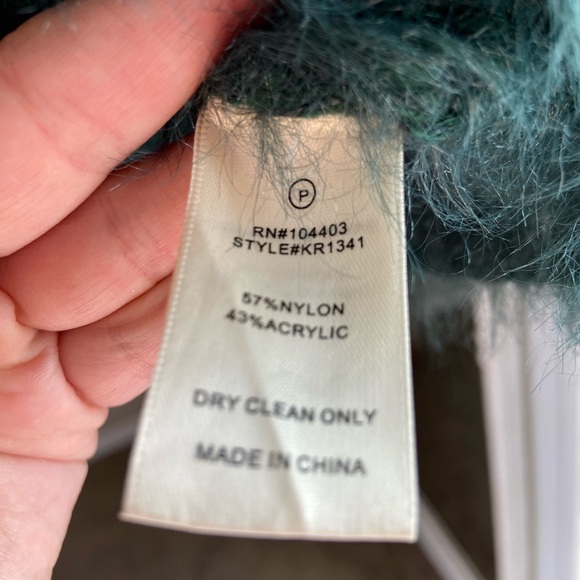 P
RN#104403
STYLE#KR1341
57%NYLON
43%ACRYLIC
DRY CLEAN ONLY
MADE IN CHINA